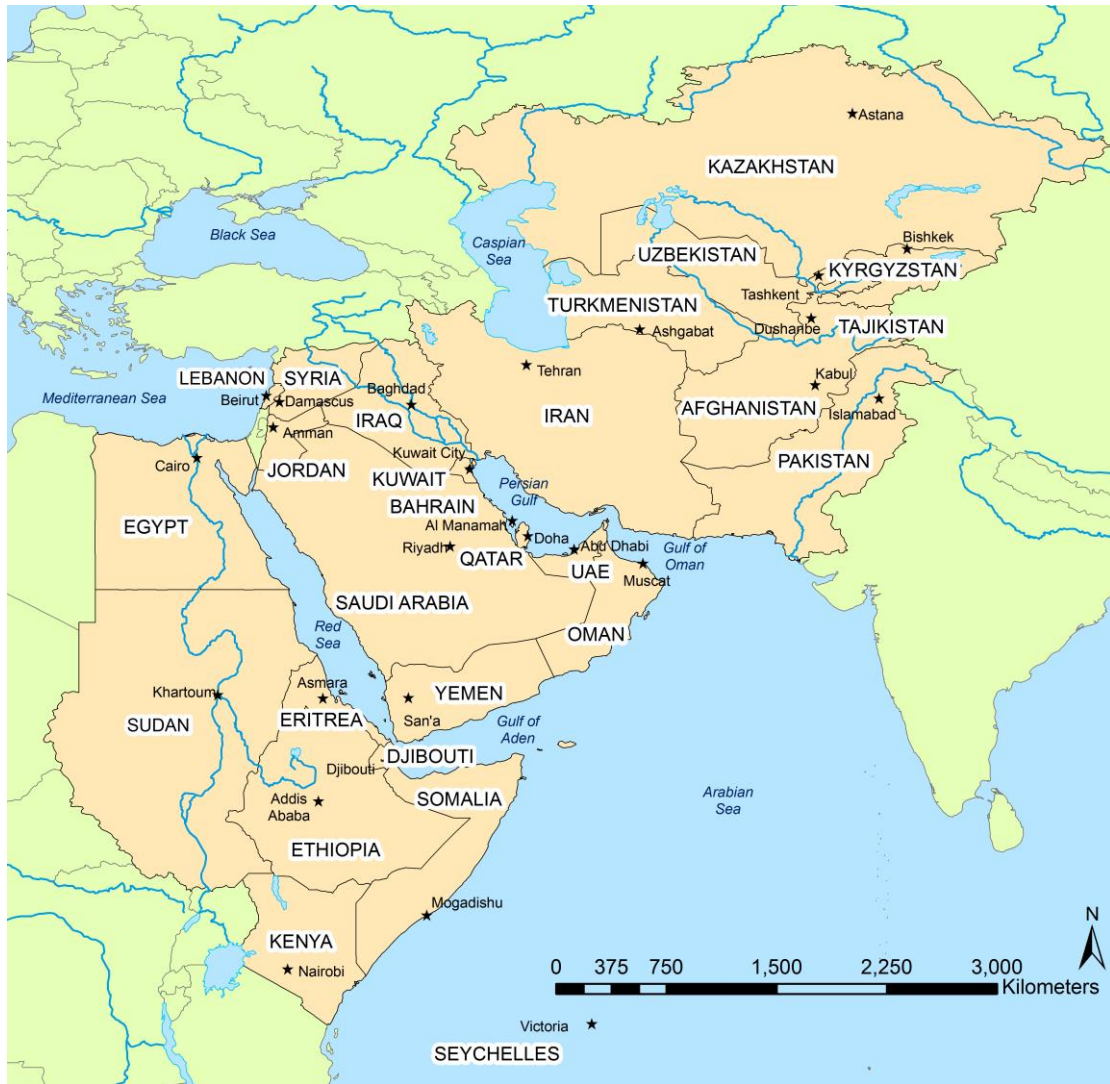 Astana
KAZAKHSTAN
Black Sea
Caspian
Sea
Bishkek
UZBEKISTAN
KYRGYZSTAN
Tashkent
TURKMENISTAN
Dushanbe
TAJIKISTAN
Ashgabat
LEBANON
SYRIA
Tehran
Kabul
Mediterranean Sea
Beirut
Damascus
Baghdad
Islamabad
IRAQ
IRAN
AFGHANISTAN
Amman
Kuwait City
Cairo
JORDAN
KUWAIT
PAKISTAN
Persian
Gulf
BAHRAIN
EGYPT
Al Manamah
Doha
Riyadh
QATAR
Abu Dhabi
Gulf of
Oman
UAE
Muscat
SAUDI ARABIA
Red
Sea
OMAN
Khartoum
Asmara
YEMEN
SUDAN
ERITREA
San'a
Gulf of
Aden
DJIBOUTI
Djibouti
SOMALIA
Arabian
Sea
Addis
Ababa
ETHIOPIA
Mogadishu
KENYA
Nairobi
N
0 375 750 1,500 2,250 3,000
Kilometers
Victoria
SEYCHELLES